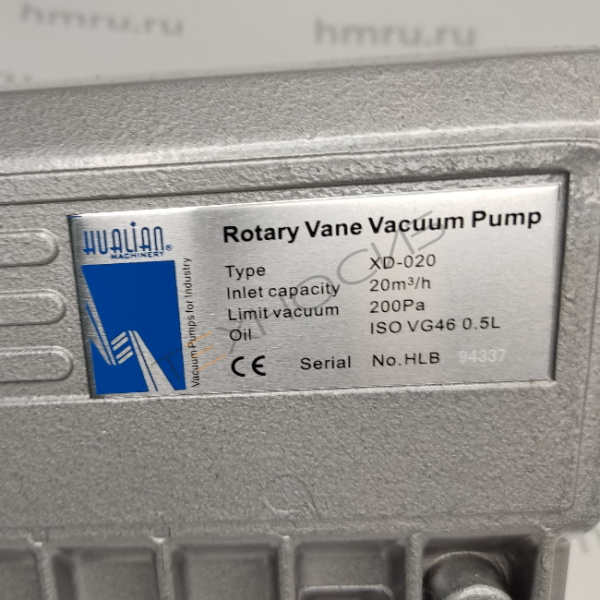 hmru.ru
hmru.ru
HUALIAN®
MACHINERY
Vacuum Pumps for Industry
Rotary Vane Vacuum Pump
Type XD-020
Inlet capacity 20m³/h
Limit vacuum 200Pa
Oil ISO VG46 0.5L
CE Serial No.HLB 94337
ТЕХНОСИБ